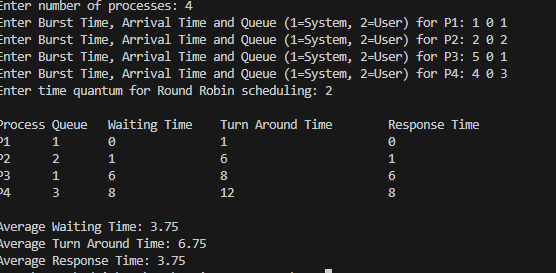 Enter number of processes: 4
Enter Burst Time, Arrival Time and Queue (1=System, 2=User) for P1: 1 0 1
Enter Burst Time, Arrival Time and Queue (1=System, 2=User) for P2: 2 0 2
Enter Burst Time, Arrival Time and Queue (1=System, 2=User) for P3: 5 0 1
Enter Burst Time, Arrival Time and Queue (1=System, 2=User) for P4: 4 0 3
Enter time quantum for Round Robin scheduling: 2
Process Queue Waiting Time Turn Around Time Response Time
P1 1 0 1 0
P2 2 1 6 1
P3 1 6 8 6
P4 3 8 12 8
Average Waiting Time: 3.75
Average Turn Around Time: 6.75
Average Response Time: 3.75